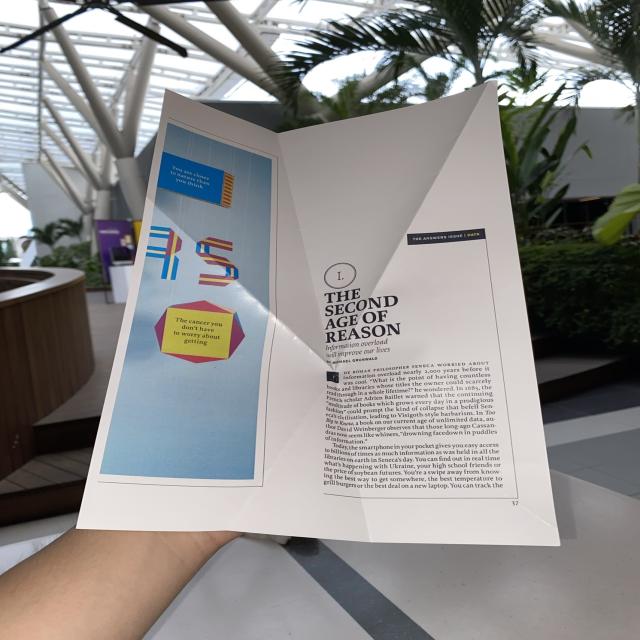 You are closer
to nature than
you think
The cancer you
don't have
to worry about
getting
THE ANSWERS ISSUE | DATA
I.
THE
SECOND
AGE OF
REASON
Information overload
will improve our lives
HE ROMAN PHILOSOPHER SENECA WORRIED ABOUT
information overload nearly 2,000 years before it
was cool. "What is the point of having countless
books and libraries whose titles the owner could scarcely
read through in a whole lifetime?" he wondered. In 1685, the
French scholar Adrien Baillet warned that the continuing
"multitude of books which grows every day in a prodigious
fashion" could prompt the kind of collapse that befell Sen-
eca's civilization, leading to Visigoth-style barbarism. In Too
Big to Know, a book on our current age of unlimited data, au-
thor David Weinberger observes that those long-ago Cassan-
dras now seem like whiners, "drowning facedown in puddles
of information."
Today, the smartphone in your pocket gives you easy access
to billions of times as much information as was held in all the
libraries on earth in Seneca's day. You can find out in real time
what's happening with Ukraine, your high school friends or
the price of soybean futures. You're a swipe away from know-
ing the best way to get somewhere, the best temperature to
grill burgers or the best deal on a new laptop. You can track the
57